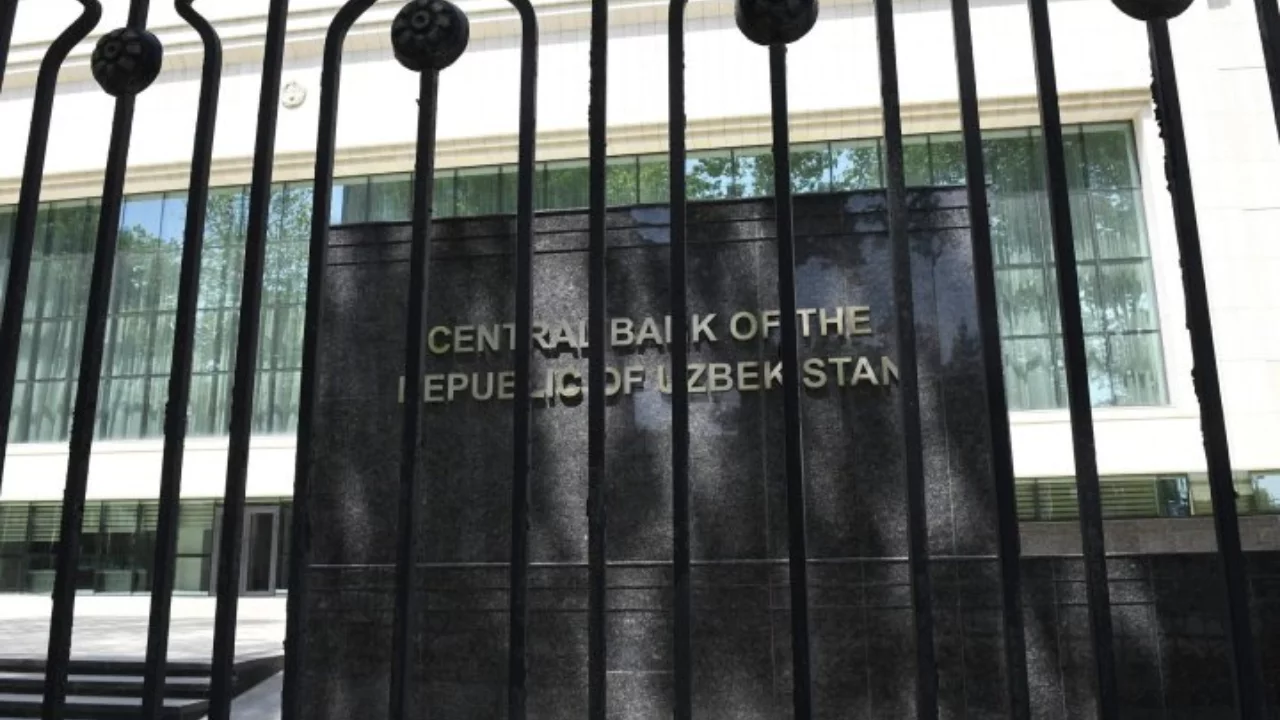 CENTRAL BANK OF THE
REPUBLIC OF UZBEKISTAN